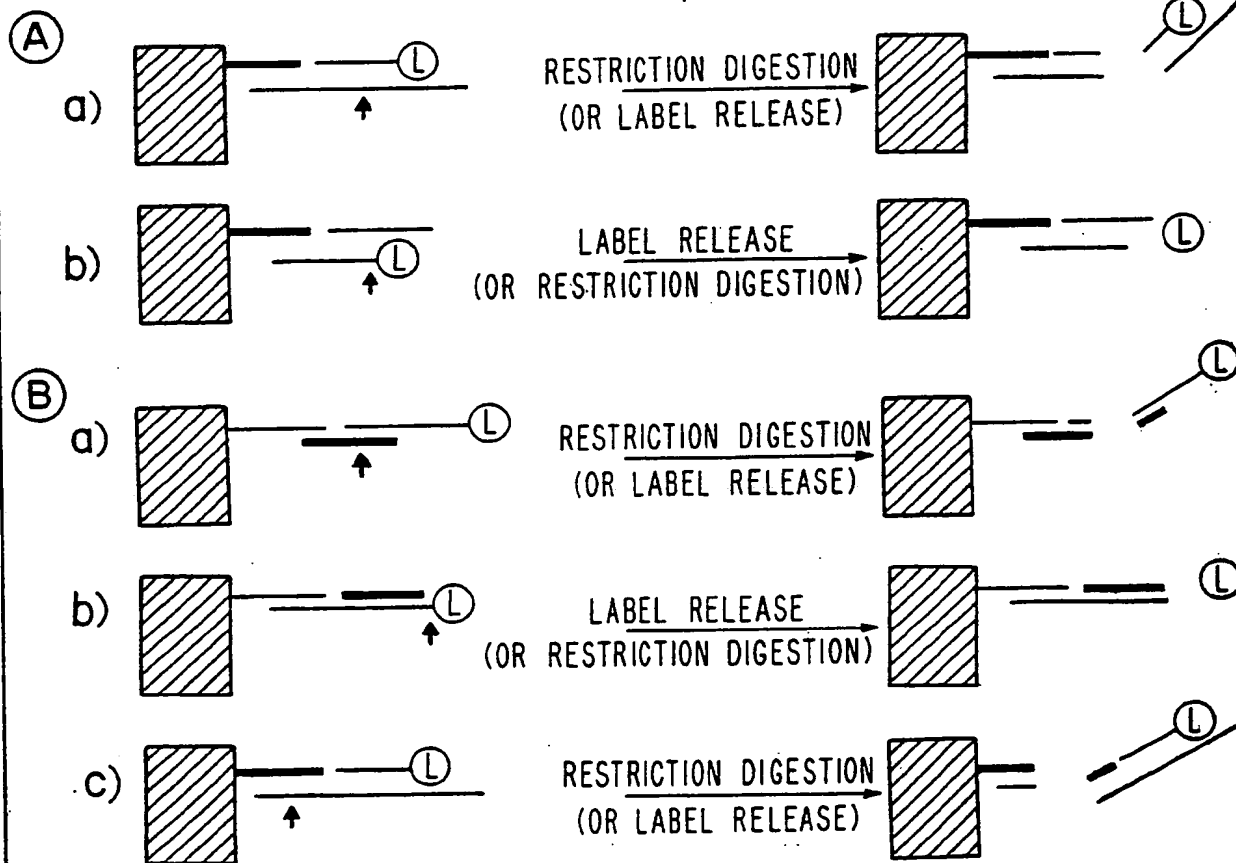 A
a)
L
RESTRICTION DIGESTION
(OR LABEL RELEASE)
L
b)
L
LABEL RELEASE
(OR RESTRICTION DIGESTION)
L
B
a)
L
RESTRICTION DIGESTION
(OR LABEL RELEASE)
L
b)
L
LABEL RELEASE
(OR RESTRICTION DIGESTION)
L
c)
L
RESTRICTION DIGESTION
(OR LABEL RELEASE)
L